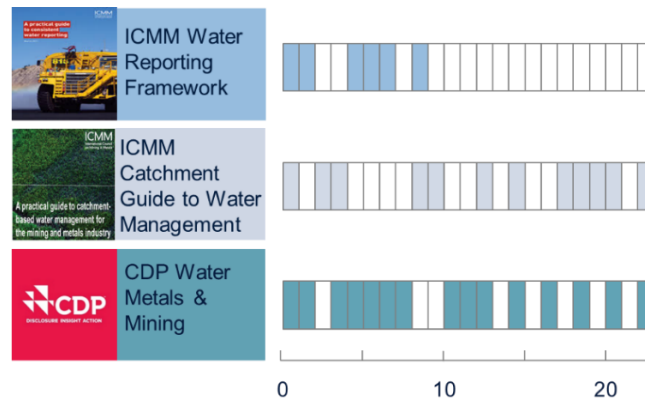 A practical guide
to consistent
water reporting
ICMM
ICMM Water
Reporting
Framework
ICMM
A practical guide to catchment-
based water management for
the mining and metals industry
ICMM
Catchment
Guide to Water
Management
CDP
DISCLOSURE INSIGHT ACTION
CDP Water
Metals &
Mining
0 10 20